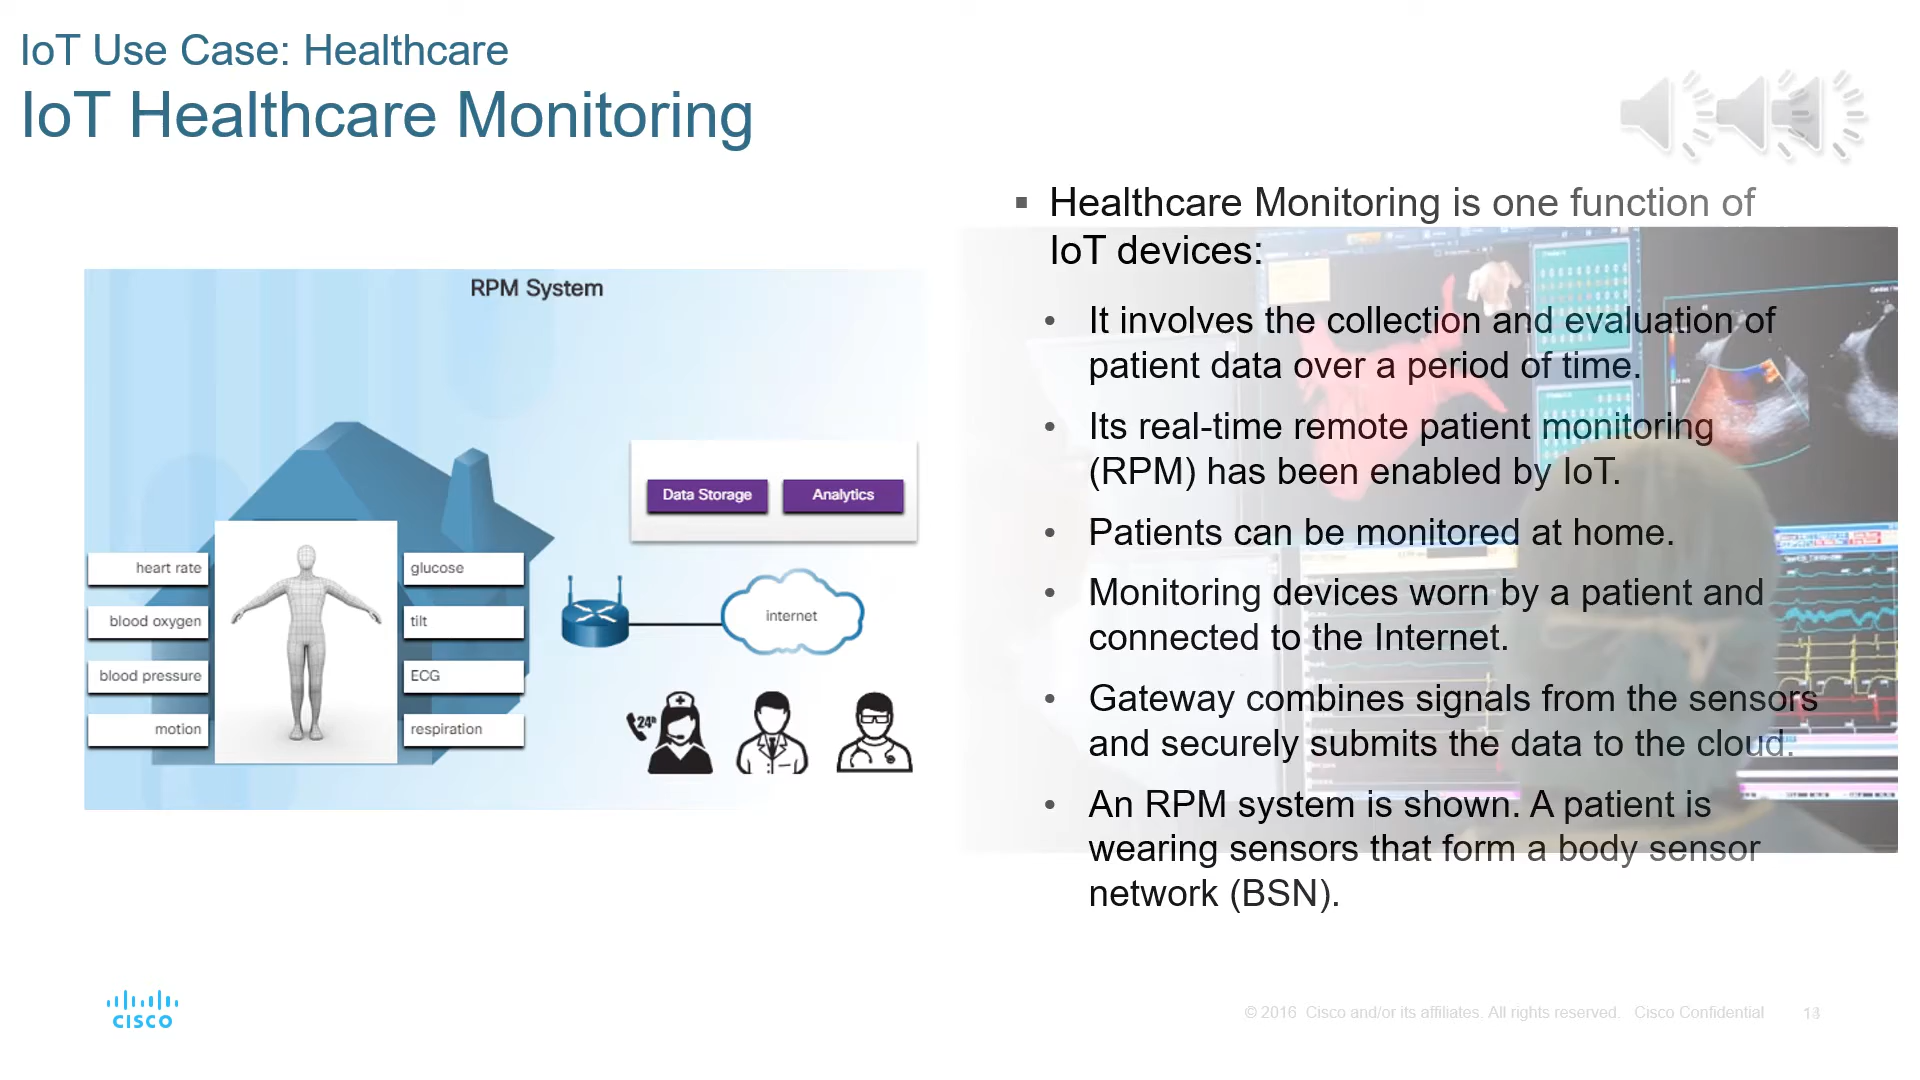 IoT Use Case: Healthcare
IoT Healthcare Monitoring
RPM System
Data Storage
Analytics
heart rate
blood oxygen
blood pressure
motion
glucose
tilt
ECG
respiration
internet
24h
▪ Healthcare Monitoring is one function of
IoT devices:
• It involves the collection and evaluation of
patient data over a period of time.
• Its real-time remote patient monitoring
(RPM) has been enabled by IoT.
• Patients can be monitored at home.
• Monitoring devices worn by a patient and
connected to the Internet.
• Gateway combines signals from the sensors
and securely submits the data to the cloud.
• An RPM system is shown. A patient is
wearing sensors that form a body sensor
network (BSN).
CISCO
© 2016 Cisco and/or its affiliates. All rights reserved. Cisco Confidential